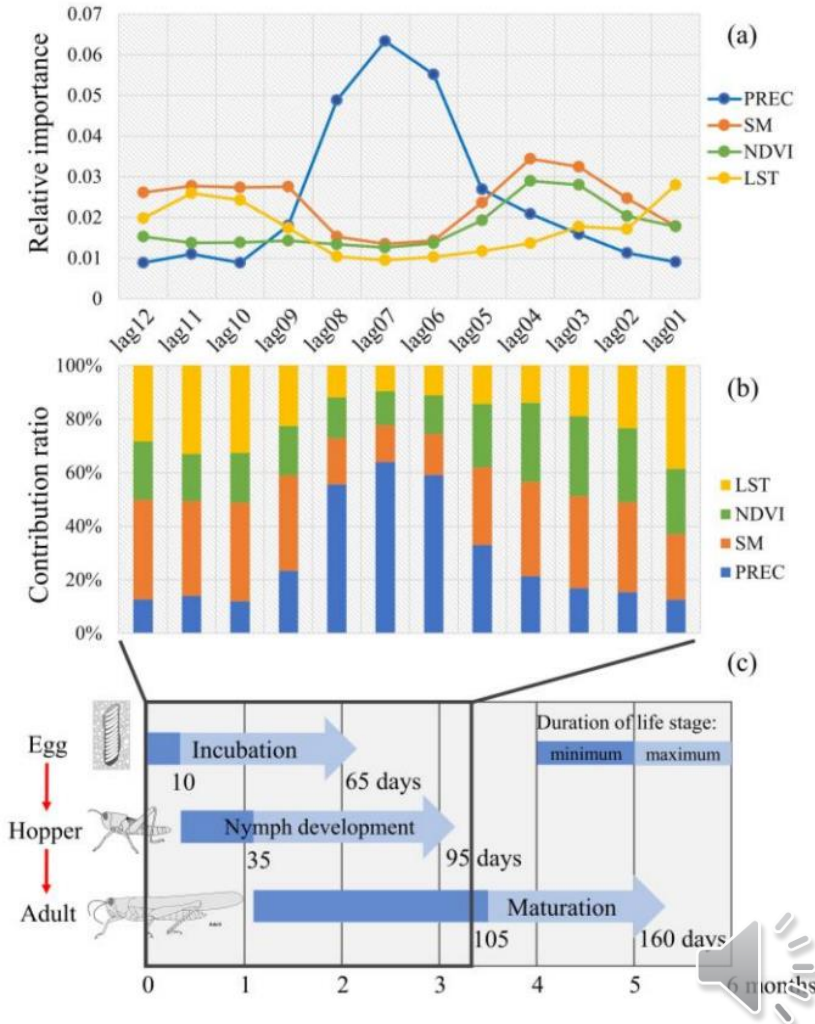 0.07
(a)
0.06
0.05
0.04
0.03
0.02
0.01
0
Relative importance
PREC
SM
NDVI
LST
lag12 lag11 lag10 lag09 lag08 lag07 lag06 lag05 lag04 lag03 lag02 lag01
100%
(b)
80%
60%
40%
20%
0%
Contribution ratio
LST
NDVI
SM
PREC
(c)
Duration of life stage:
minimum maximum
Egg
Incubation
10 65 days
Hopper
Nymph development
35 95 days
Adult
Maturation
105 160 days
0 1 2 3 4 5 6 months